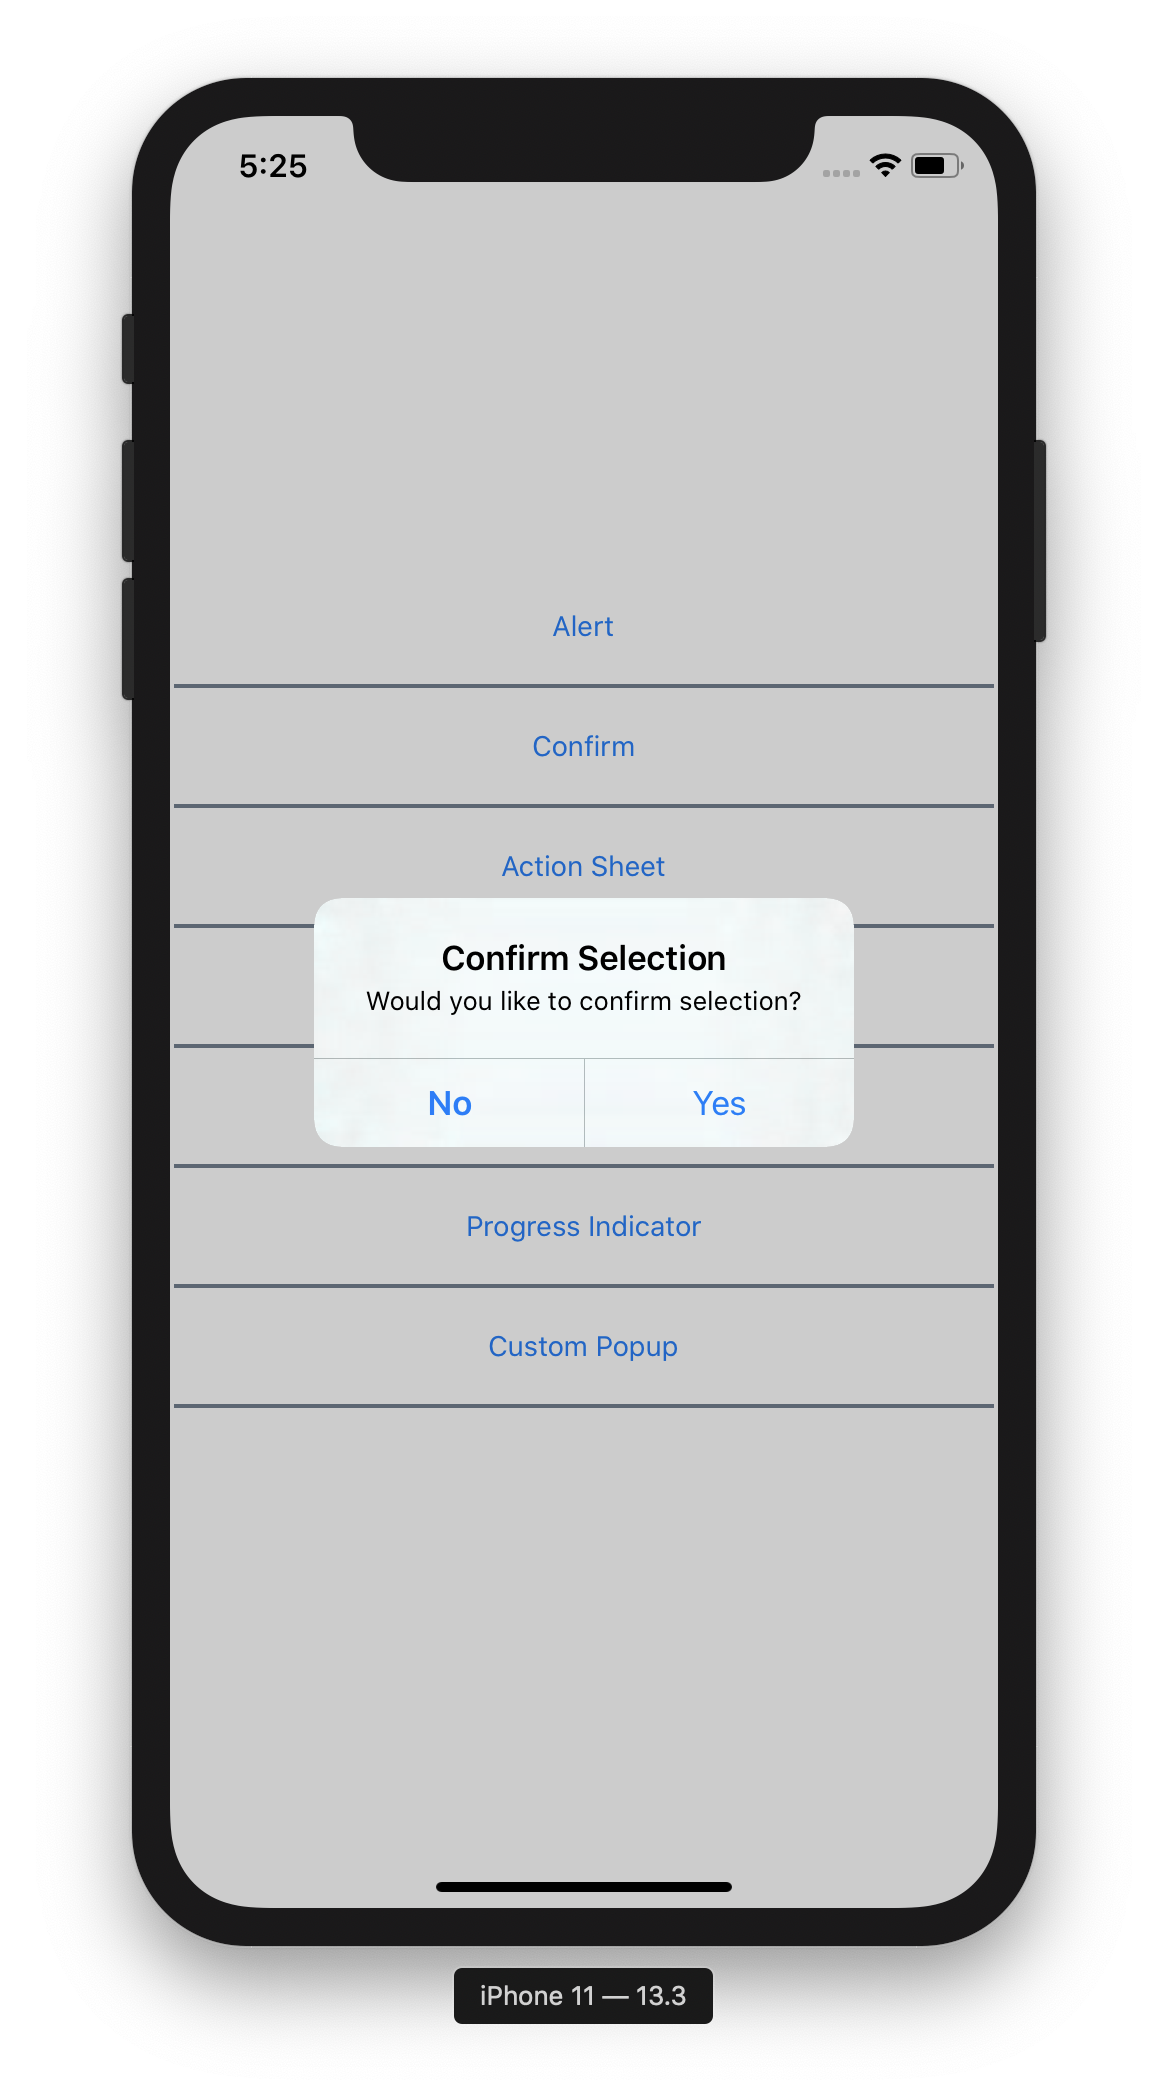 5:25
Alert
Confirm
Action Sheet
Confirm Selection
Would you like to confirm selection?
No
Yes
Progress Indicator
Custom Popup
iPhone 11 — 13.3